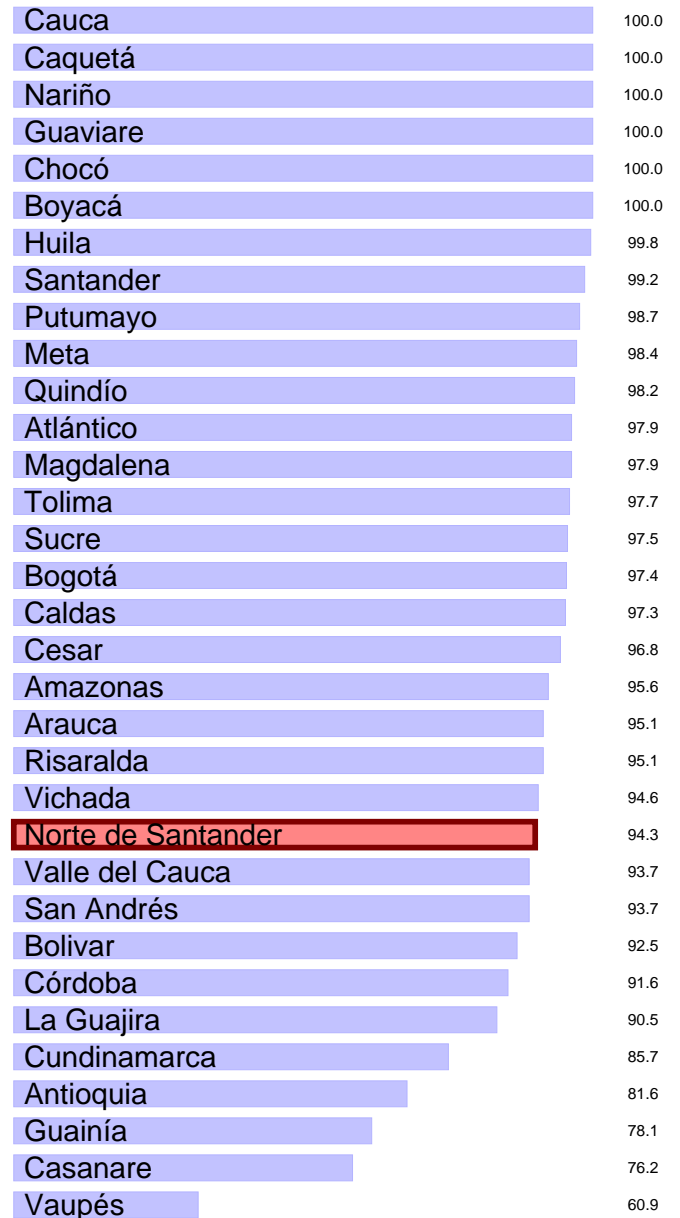 Cauca 100.0
Caquetá 100.0
Nariño 100.0
Guaviare 100.0
Chocó 100.0
Boyacá 100.0
Huila 99.8
Santander 99.2
Putumayo 98.7
Meta 98.4
Quindío 98.2
Atlántico 97.9
Magdalena 97.9
Tolima 97.7
Sucre 97.5
Bogotá 97.4
Caldas 97.3
Cesar 96.8
Amazonas 95.6
Arauca 95.1
Risaralda 95.1
Vichada 94.6
Norte de Santander 94.3
Valle del Cauca 93.7
San Andrés 93.7
Bolivar 92.5
Córdoba 91.6
La Guajira 90.5
Cundinamarca 85.7
Antioquia 81.6
Guainía 78.1
Casanare 76.2
Vaupés 60.9